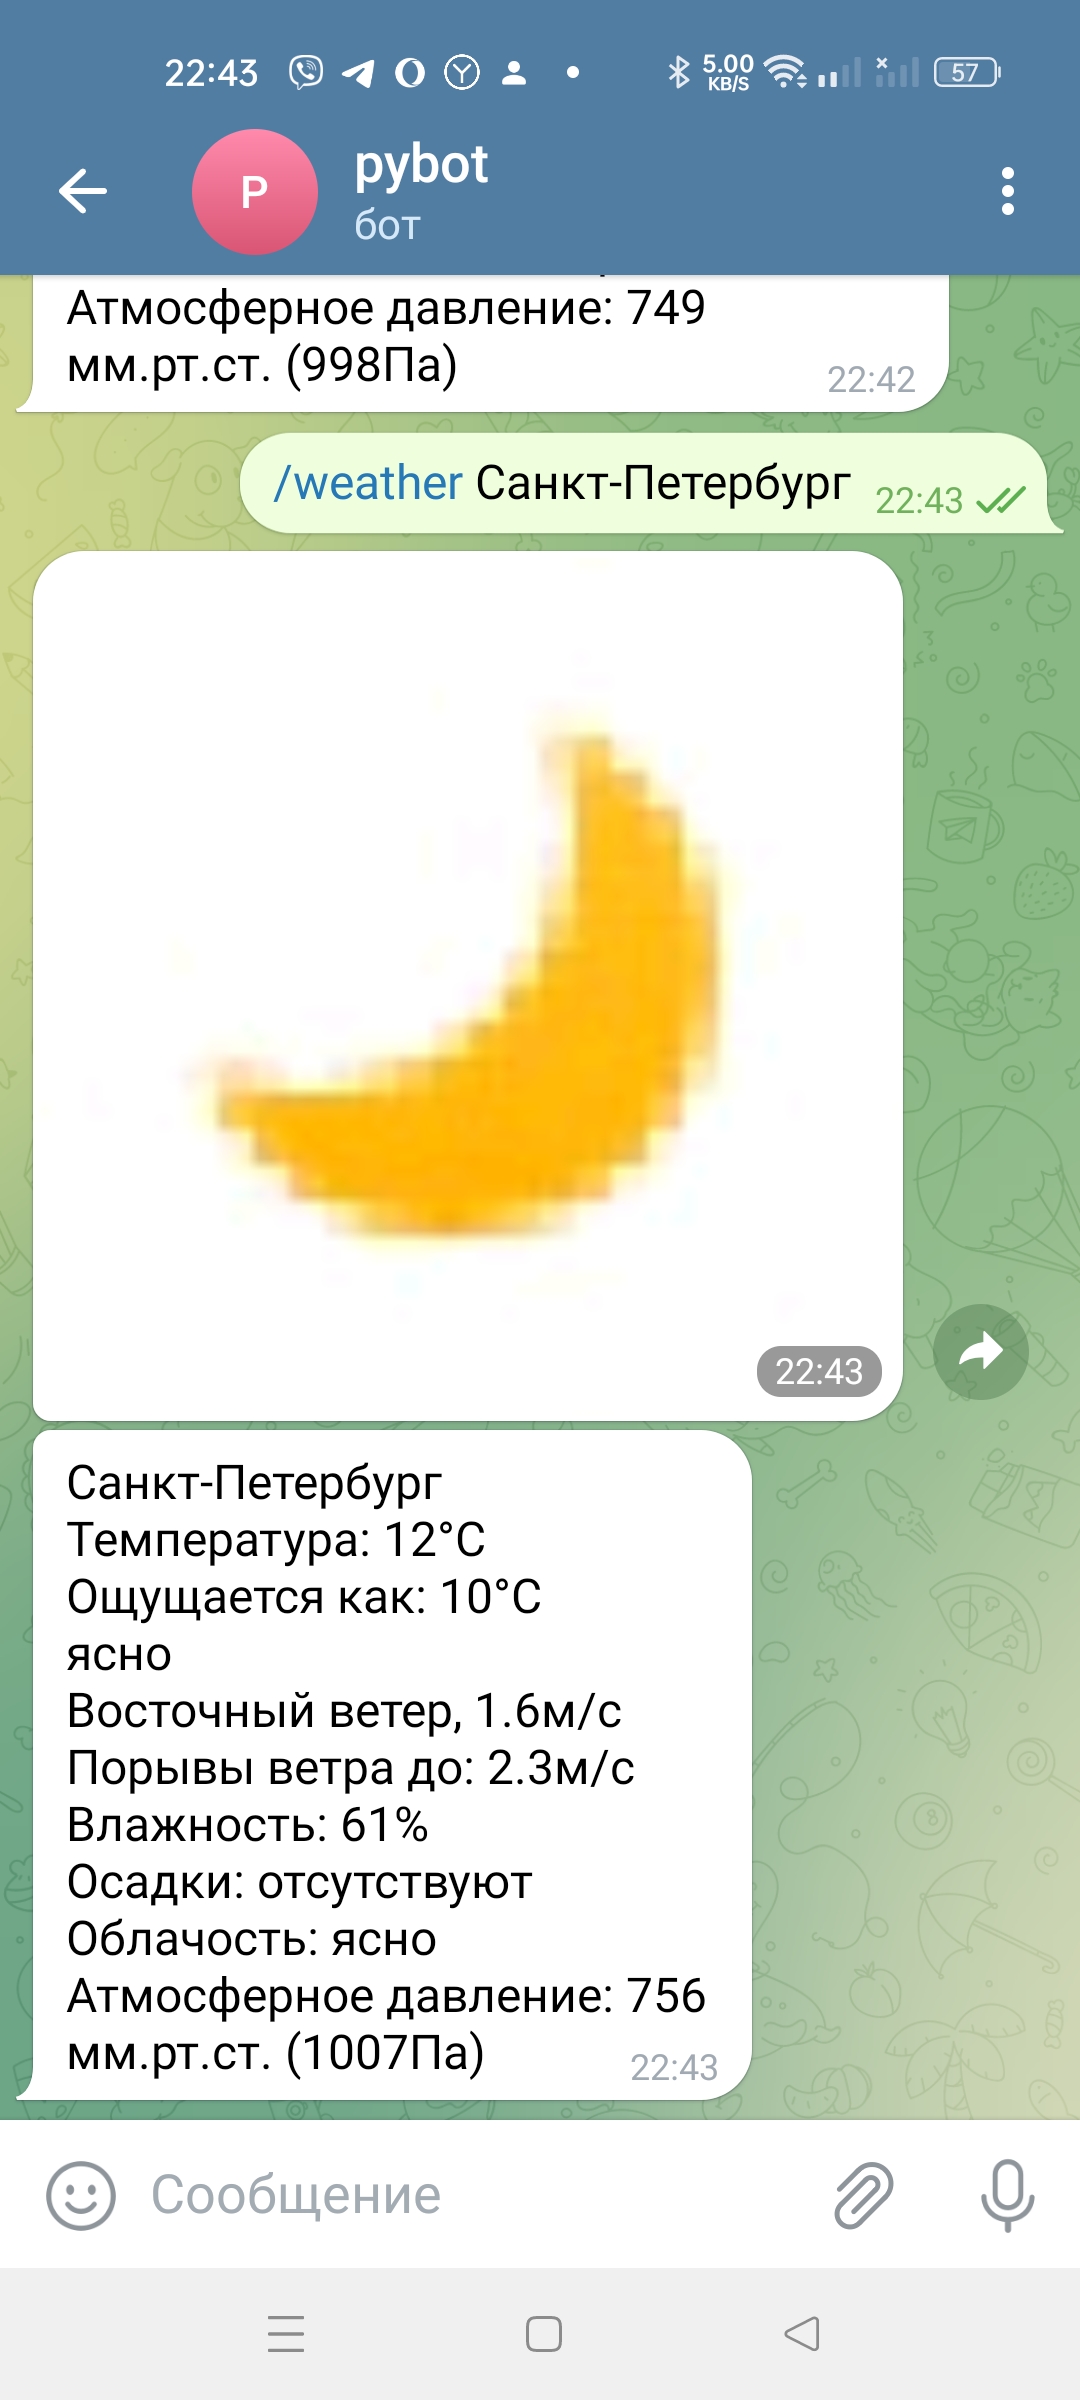 22:43
5.00
KB/S
57
P
pybot
бот
Атмосферное давление: 749
мм.рт.ст. (998Па)
22:42
/weather Санкт-Петербург
22:43
22:43
Санкт-Петербург
Температура: 12°C
Ощущается как: 10°C
ясно
Восточный ветер, 1.6м/с
Порывы ветра до: 2.3м/с
Влажность: 61%
Осадки: отсутствуют
Облачость: ясно
Атмосферное давление: 756
мм.рт.ст. (1007Па)
22:43
Сообщение